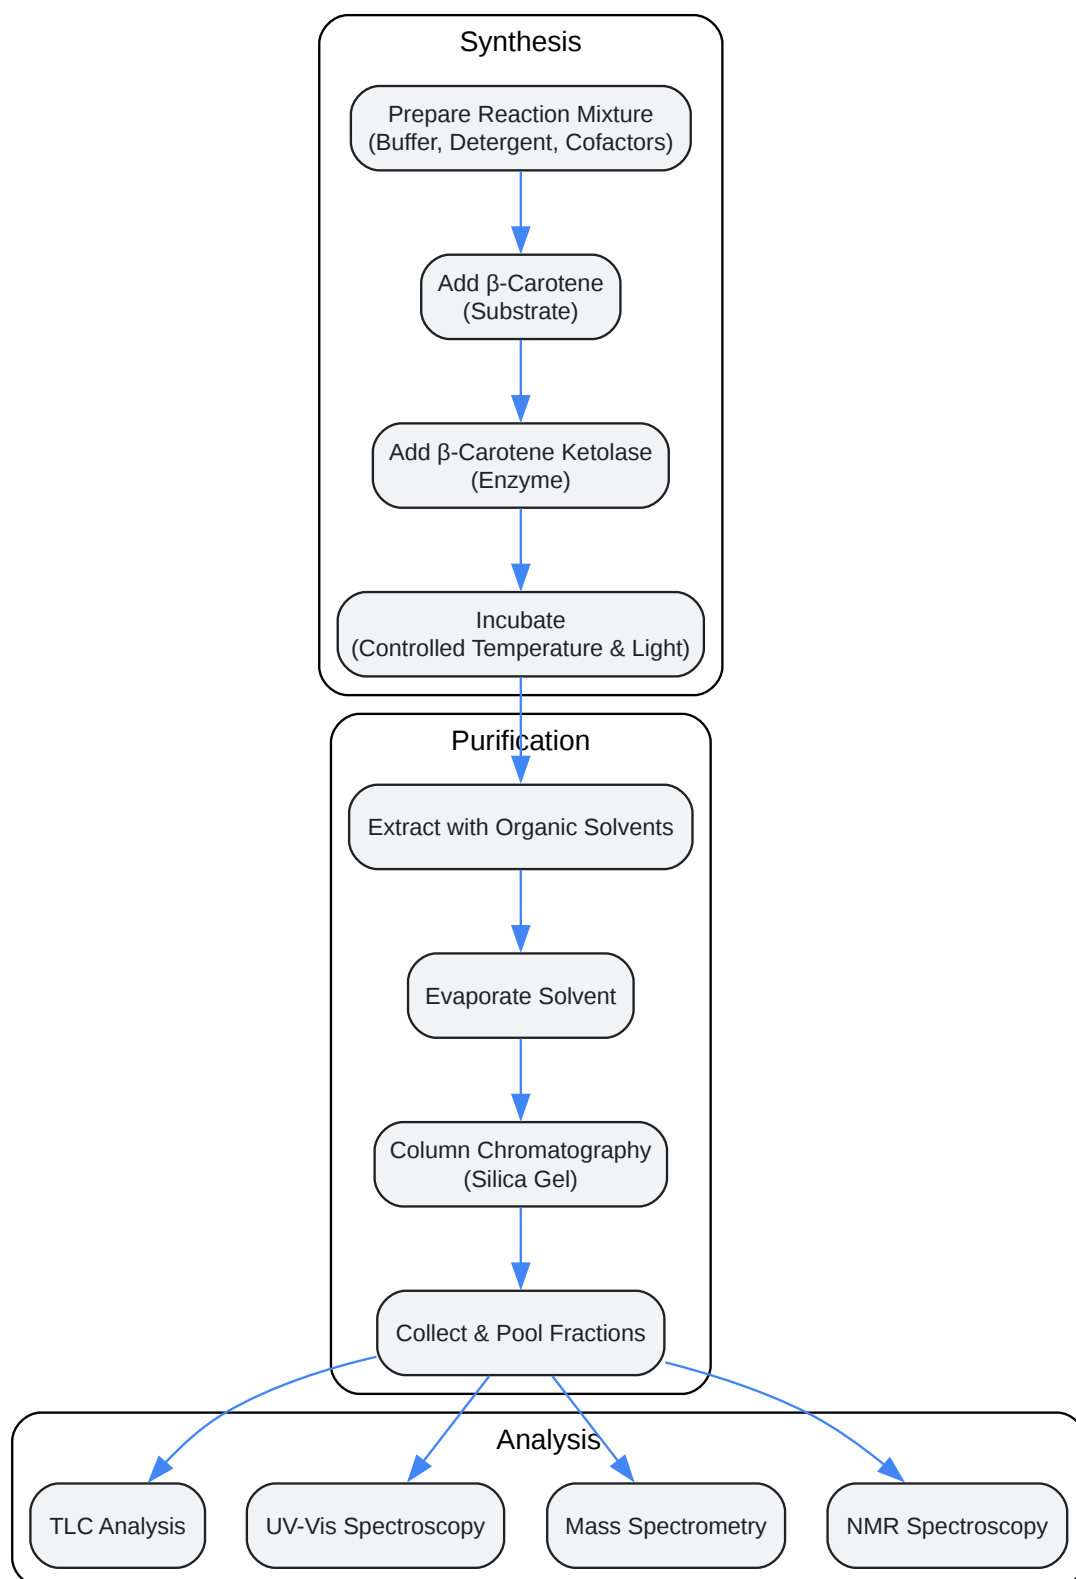 Synthesis
Prepare Reaction Mixture
(Buffer, Detergent, Cofactors)
Add β-Carotene
(Substrate)
Add β-Carotene Ketolase
(Enzyme)
Incubate
(Controlled Temperature & Light)
Purification
Extract with Organic Solvents
Evaporate Solvent
Column Chromatography
(Silica Gel)
Collect & Pool Fractions
Analysis
TLC Analysis
UV-Vis Spectroscopy
Mass Spectrometry
NMR Spectroscopy